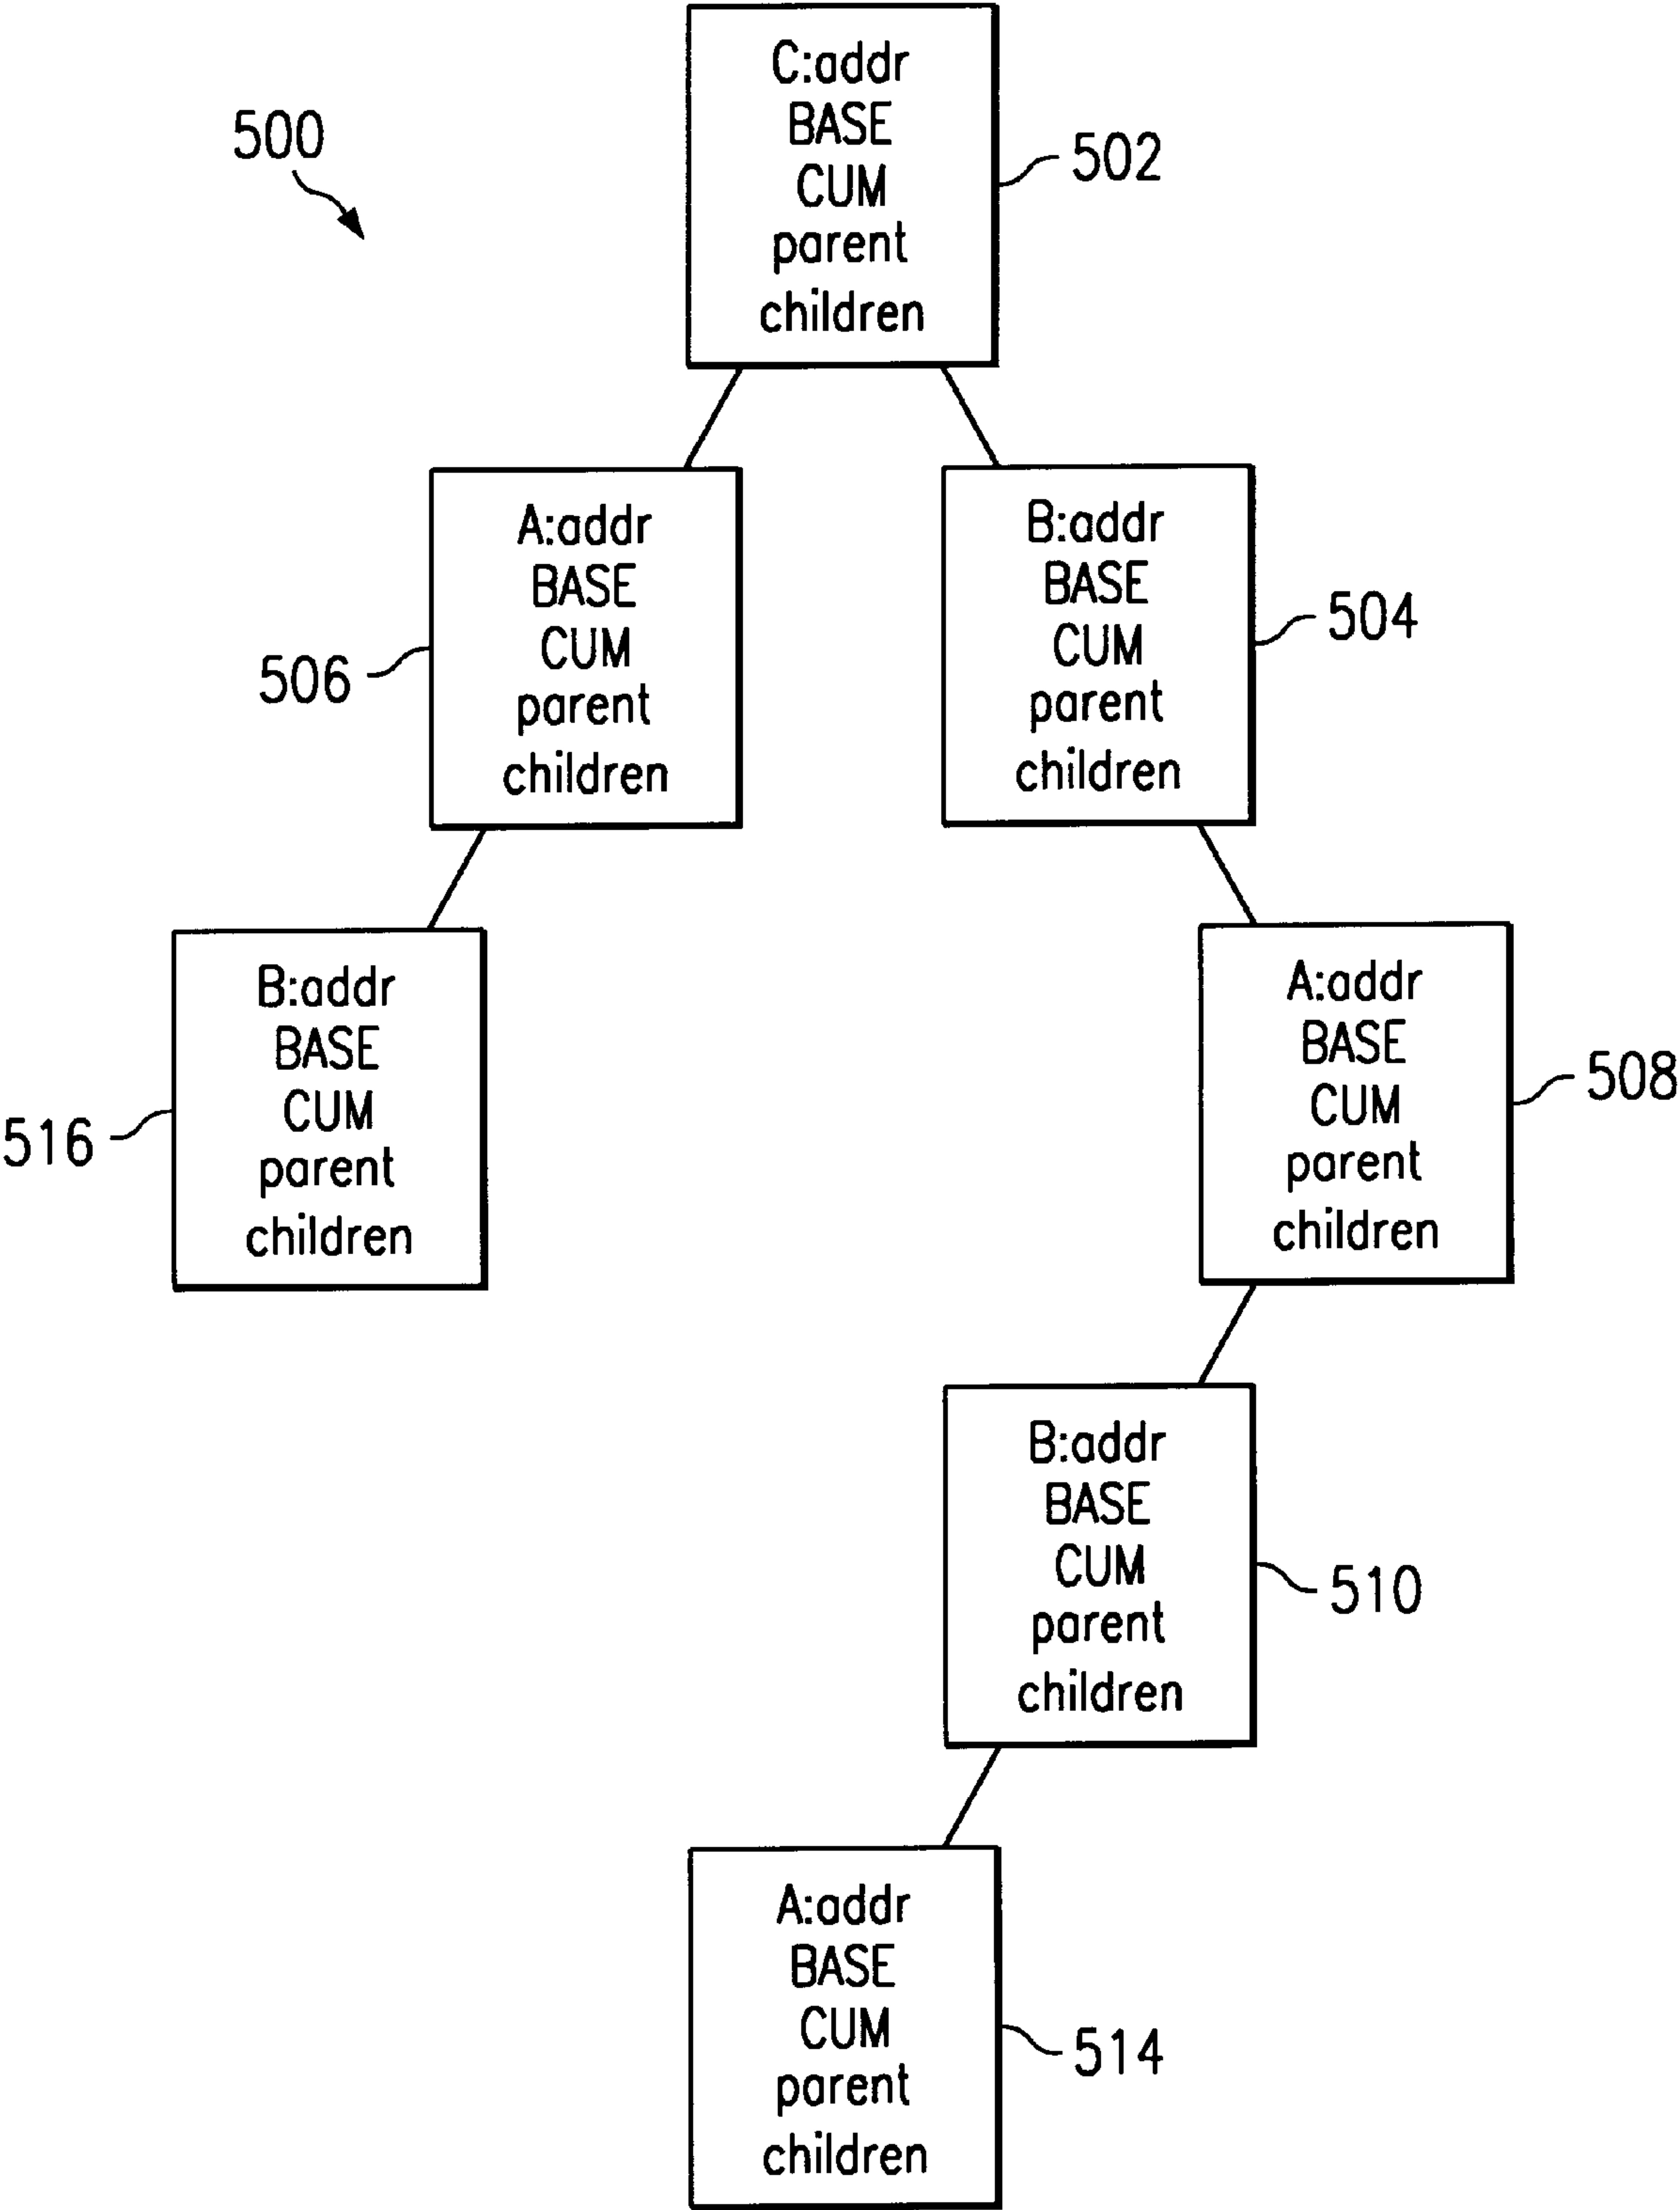 500
C:addr
BASE
CUM
parent
children
502
506
A:addr
BASE
CUM
parent
children
B:addr
BASE
CUM
parent
children
504
516
B:addr
BASE
CUM
parent
children
A:addr
BASE
CUM
parent
children
508
B:addr
BASE
CUM
parent
children
510
A:addr
BASE
CUM
parent
children
514